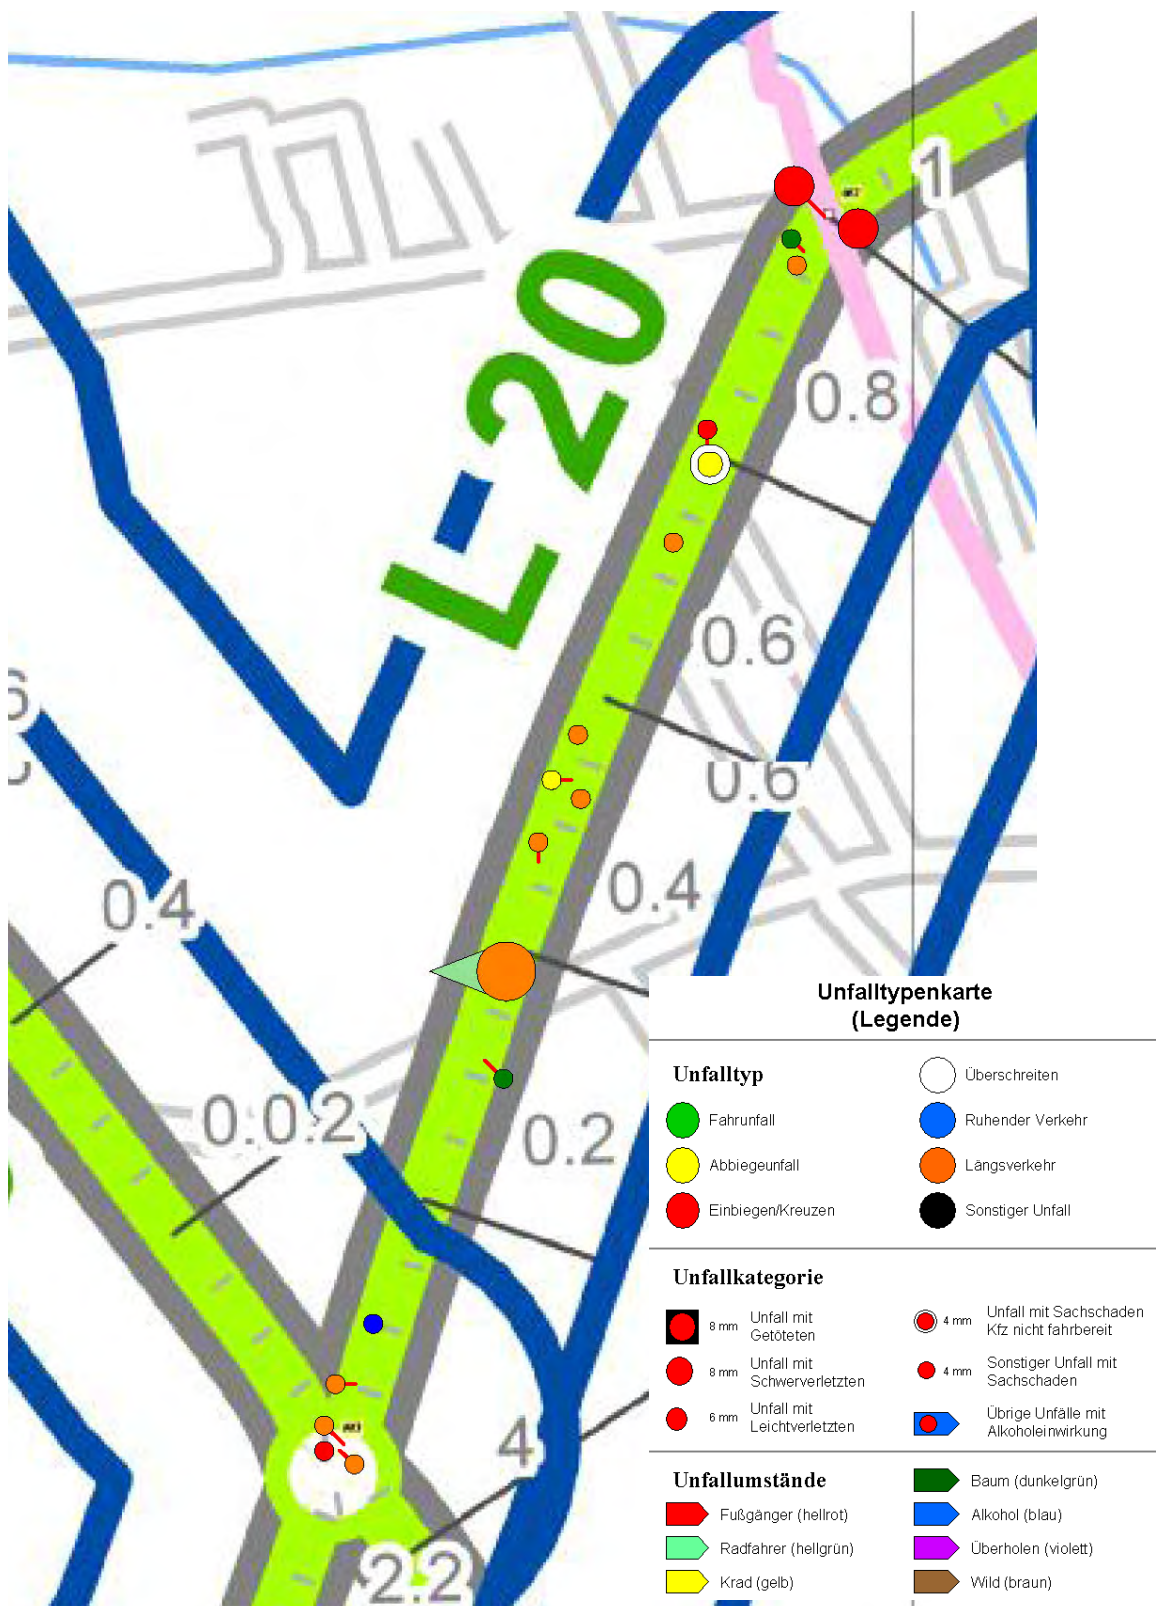 1
L-20
0.8
0.6
0.6
0.4
0.4
0.0.2
0.2
4
2.2
Unfalltypenkarte
(Legende)
Unfalltyp
Überschreiten
Fahrunfall
Ruhender Verkehr
Abbiegeunfall
Längsverkehr
Einbiegen/Kreuzen
Sonstiger Unfall
Unfallkategorie
8 mm Unfall mit
Getöteten
4 mm Unfall mit Sachschaden
Kfz nicht fahrbereit
8 mm Unfall mit
Schwerverletzten
4 mm Sonstiger Unfall mit
Sachschaden
6 mm Unfall mit
Leichtverletzten
Übrige Unfälle mit
Alkoholeinwirkung
Unfallumstände
Baum (dunkelgrün)
Fußgänger (hellrot)
Alkohol (blau)
Radfahrer (hellgrün)
Überholen (violett)
Krad (gelb)
Wild (braun)